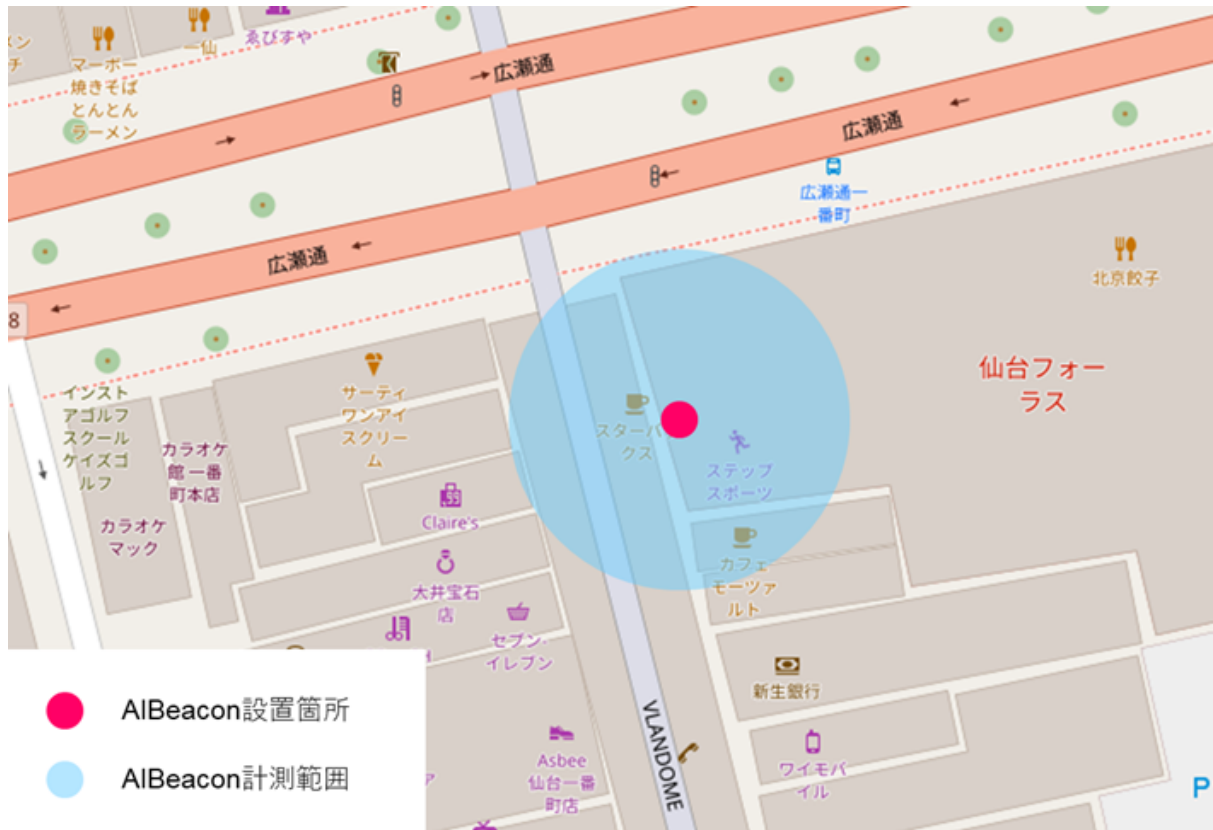 ゑびすや
一仙
マーボー
焼きそば
とんとん
ラーメン
メン
チ
広瀬通
広瀬通
広瀬通一
番町
北京餃子
広瀬通
8
仙台フォー
ラス
サーティ
ワンアイ
スクリー
ム
インスト
アゴルフ
スクール
ケイズゴ
ルフ
カラオケ
館 一番
町本店
カラオケ
マック
スターバ
クス
ステップ
スポーツ
.99
Claire's
カフェ
モーツァ
ルト
大井宝石
店
セブン-
イレブン
H
新生銀行
VLANDOME
Asbee
仙台一番
町店
ワイモバ
イル
ア
P
AIBeacon設置箇所
AIBeacon計測範囲